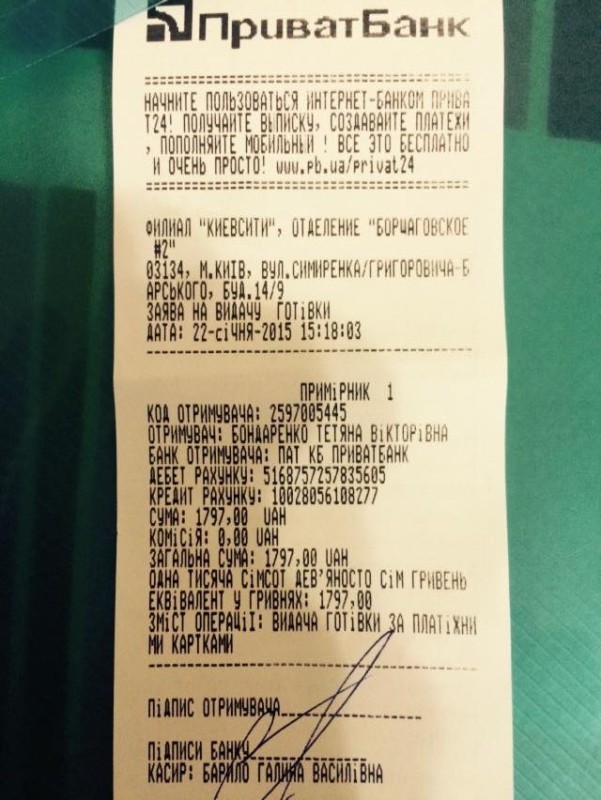 ПриватБанк
НАЧНИТЕ ПОЛЬЗОВАТЬСЯ ИНТЕРНЕТ-БАНКОМ ПРИВА
Т24! ПОЛУЧАЙТЕ ВЫПИСКУ, СОЗДАВАЙТЕ ПЛАТЕЖИ
, ПОПОЛНЯЙТЕ МОБИЛЬНЫЙ ! ВСЕ ЭТО БЕСПЛАТНО
И ОЧЕНЬ ПРОСТО! www.pb.ua/privat24
ФИЛИАЛ "КИЕВСИТИ", ОТДЕЛЕНИЕ "БОРЩАГОВСКОЕ
#2"
03134, М.КИЇВ, ВУЛ.СИМИРЕНКА/ГРИГОРОВИЧА-Б
АРСЬКОГО, БУД.14/9
ЗАЯВА НА ВИДАЧУ ГОТІВКИ
ДАТА: 22-СІЧНЯ-2015 15:18:03
ПРИМІРНИК 1
КОД ОТРИМУВАЧА: 2597005445
ОТРИМУВАЧ: БОНДАРЕНКО ТЕТЯНА ВІКТОРІВНА
БАНК ОТРИМУВАЧА: ПАТ КБ ПРИВАТБАНК
ДЕБЕТ РАХУНКУ: 5168757257835605
КРЕДИТ РАХУНКУ: 10028056108277
СУМА: 1797,00 UAH
КОМІСІЯ: 0,00 UAH
ЗАГАЛЬНА СУМА: 1797,00 UAH
ОДНА ТИСЯЧА СІМСОТ ДЕВ'ЯНОСТО СІМ ГРИВЕНЬ
ЕКВІВАЛЕНТ У ГРИВНЯХ: 1797,00
ЗМІСТ ОПЕРАЦІЇ: ВИДАЧА ГОТІВКИ ЗА ПЛАТІЖНИ
МИ КАРТКАМИ
ПІДПИС ОТРИМУВАЧА
ПІДПИСИ БАНКУ
КАСИР: БАРИЛО ГАЛИНА ВАСИЛІВНА